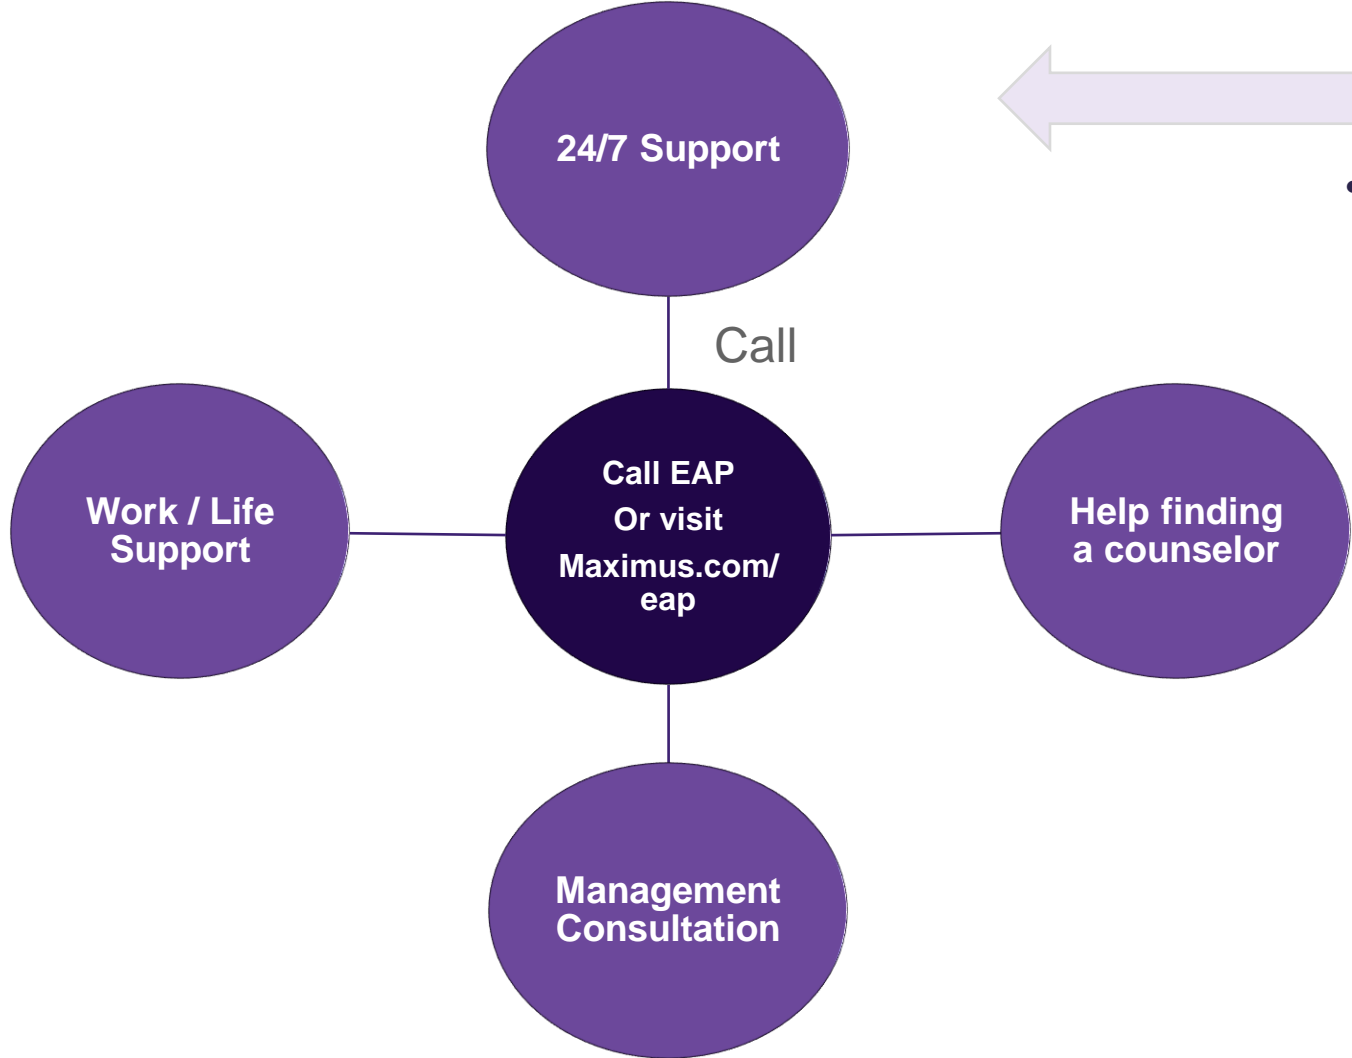 24/7 Support
Call
Work / Life
Support
Call EAP
Or visit
Maximus.com/
eap
Help finding
a counselor
Management
Consultation